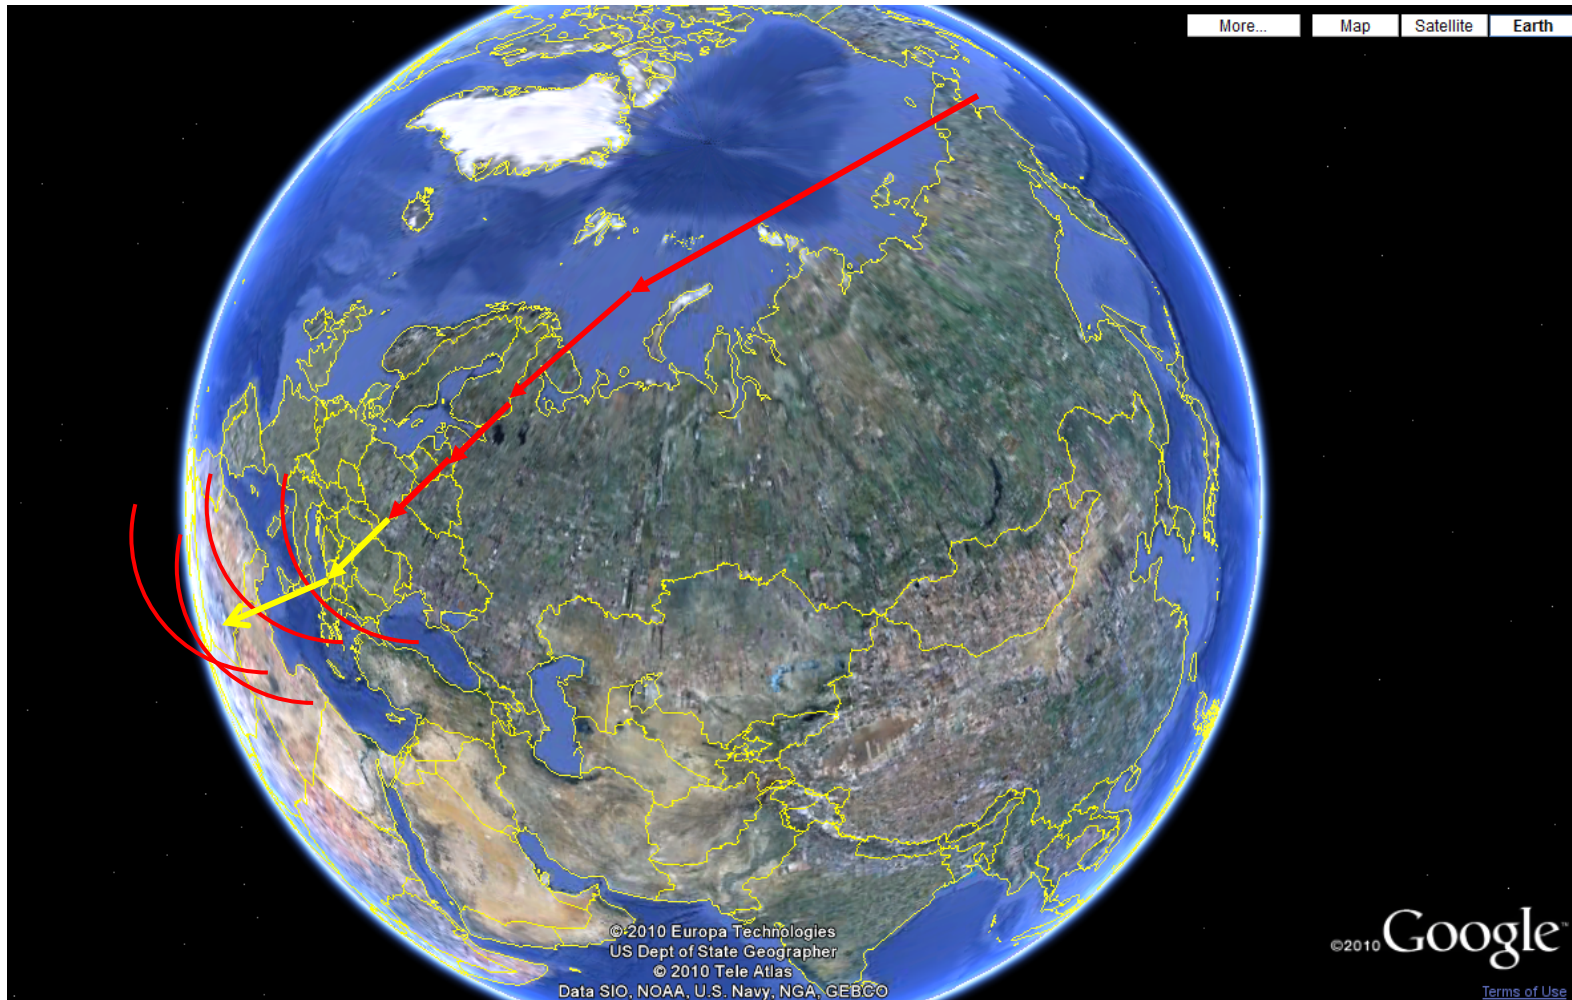 More...
Map
Satellite
Earth
© 2010 Europa Technologies
US Dept of State Geographer
© 2010 Tele Atlas
Data SIO, NOAA, U.S. Navy, NGA, GEBCO
©2010 Google™
Terms of Use